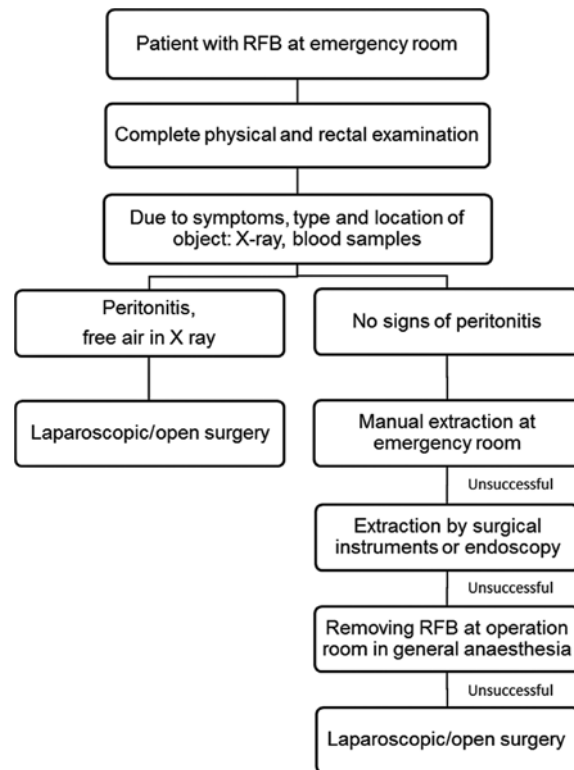 Patient with RFB at emergency room
Complete physical and rectal examination
Due to symptoms, type and location of
object: X-ray, blood samples
Peritonitis,
free air in X ray
No signs of peritonitis
Laparoscopic/open surgery
Manual extraction at
emergency room
Unsuccessful
Extraction by surgical
instruments or endoscopy
Unsuccessful
Removing RFB at operation
room in general anaesthesia
Unsuccessful
Laparoscopic/open surgery